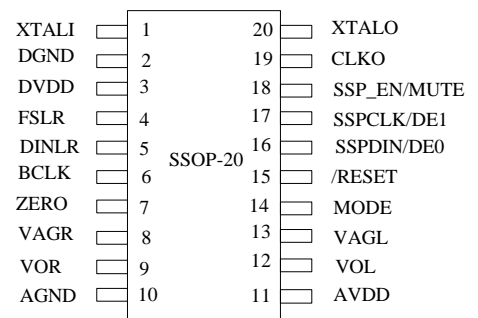 XTALI 1 20 XTALO
DGND 2 19 CLKO
DVDD 3 18 SSP_EN/MUTE
FSLR 4 17 SSPCLK/DE1
DINLR 5 16 SSPDIN/DE0
SSOP-20
BCLK 6 15 /RESET
ZERO 7 14 MODE
VAGR 8 13 VAGL
VOR 9 12 VOL
AGND 10 11 AVDD